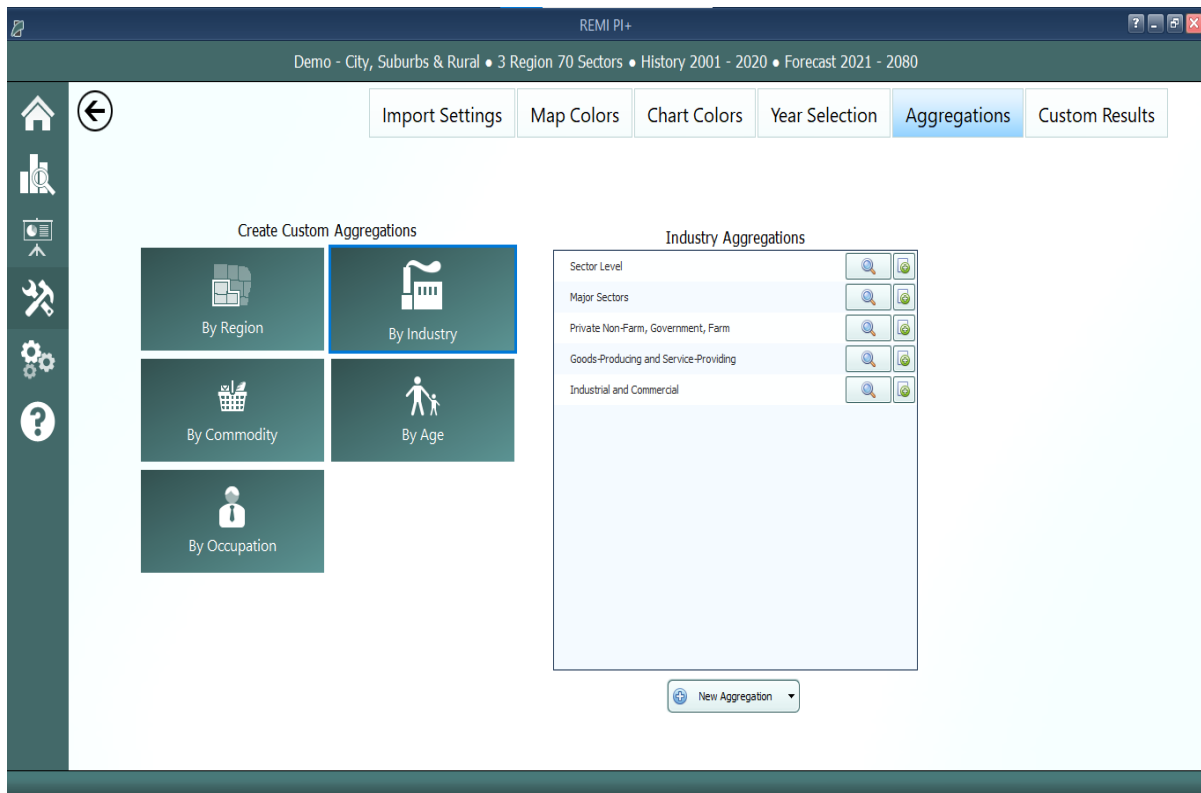 REMI PI+
Demo - City, Suburbs & Rural ● 3 Region 70 Sectors ● History 2001 - 2020 ● Forecast 2021 - 2080
Import Settings
Map Colors
Chart Colors
Year Selection
Aggregations
Custom Results
Create Custom Aggregations
By Region
By Industry
By Commodity
By Age
By Occupation
Industry Aggregations
Sector Level
Major Sectors
Private Non-Farm, Government, Farm
Goods-Producing and Service-Providing
Industrial and Commercial
New Aggregation